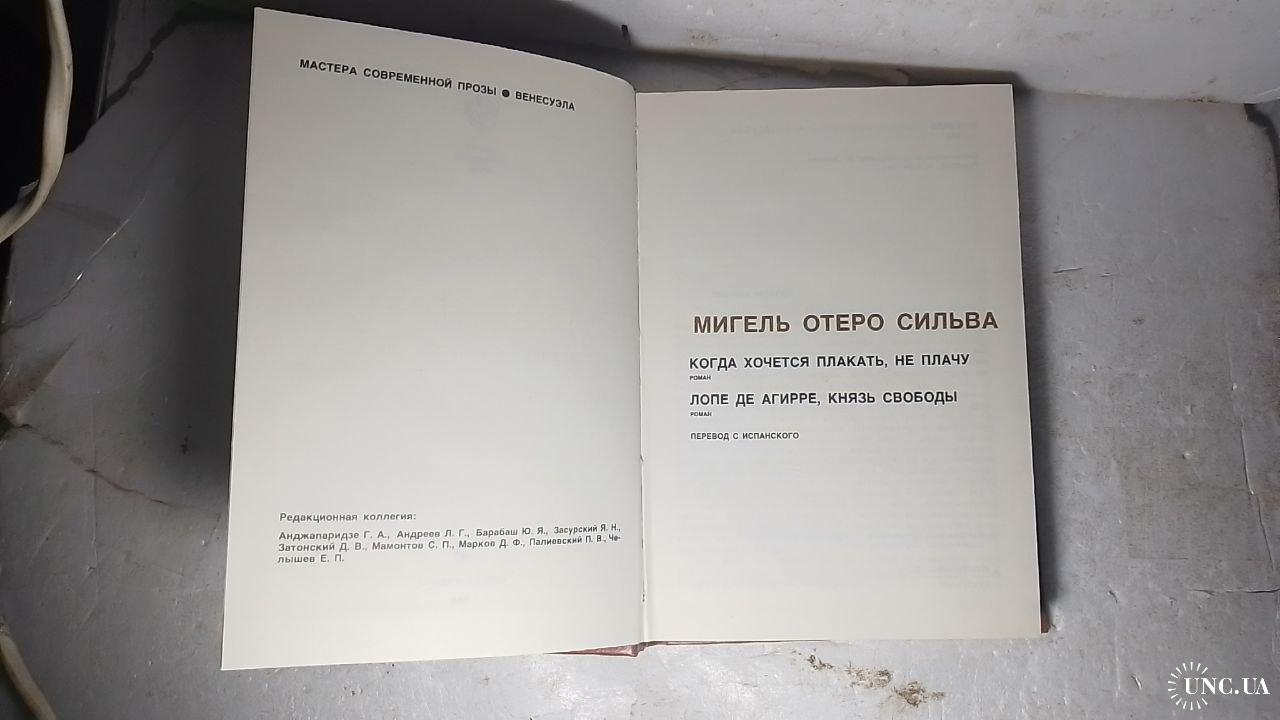 МАСТЕРА СОВРЕМЕННОЙ ПРОЗЫ ● ВЕНЕСУЭЛА
Редакционная коллегия:
Анджапаридзе Г. А., Андреев Л. Г., Барабаш Ю. Я., Засурский Я. Н.,
Затонский Д. В., Мамонтов С. П., Марков Д. Ф., Палиевский П. В., Че-
лышев Е. П.
МИГЕЛЬ ОТЕРО СИЛЬВА
КОГДА ХОЧЕТСЯ ПЛАКАТЬ, НЕ ПЛАЧУ
РОМАН
ЛОПЕ ДЕ АГИРРЕ, КНЯЗЬ СВОБОДЫ
РОМАН
ПЕРЕВОД С ИСПАНСКОГО
UNC.UA